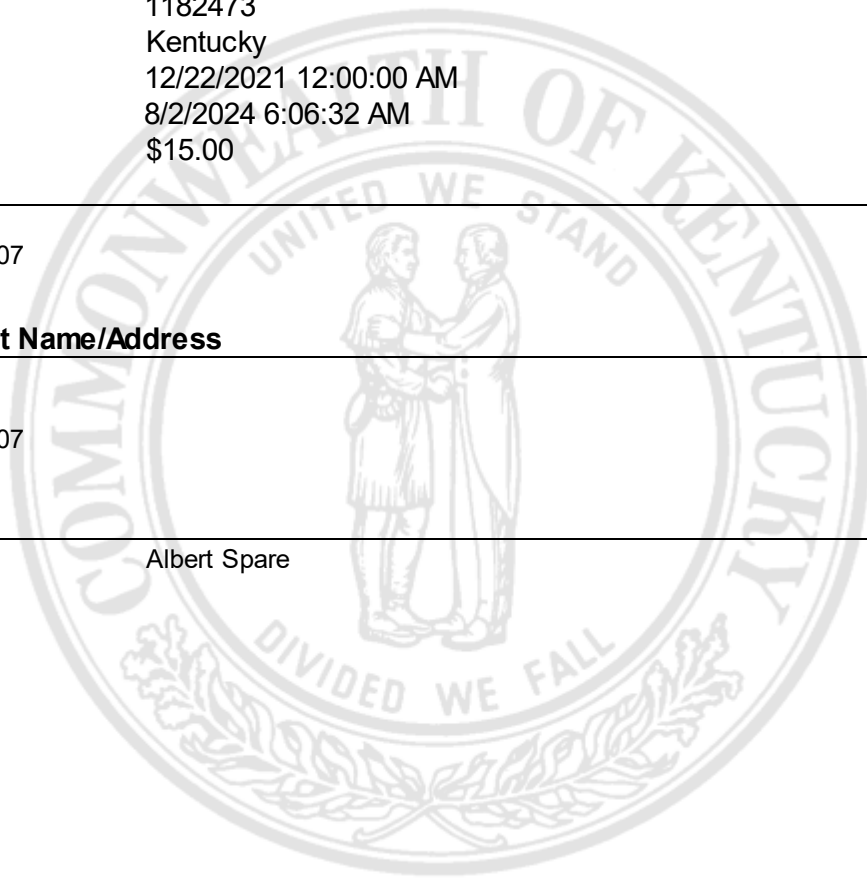 1182473
Kentucky
12/22/2021 12:00:00 AM
8/2/2024 6:06:32 AM
$15.00
07
t Name/Address
07
Albert Spare
COMMONWEALTH OF KENTUCKY
UNITED WE STAND
DIVIDED WE FALL